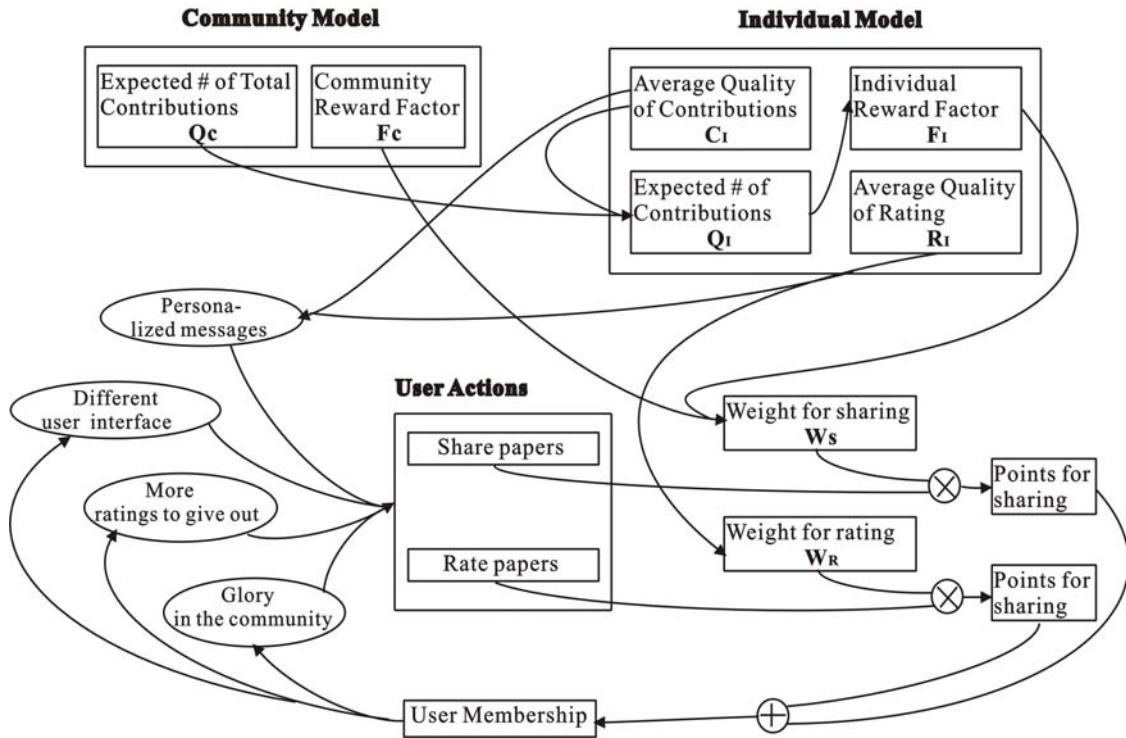 Community Model
Individual Model
Expected # of Total
Contributions
Qc
Community
Reward Factor
Fc
Average Quality
of Contributions
CI
Individual
Reward Factor
FI
Expected # of
Contributions
QI
Average Quality
of Rating
RI
Persona-
lized messages
Different
user interface
More
ratings to give out
Glory
in the community
User Actions
Share papers
Rate papers
Weight for sharing
Ws
Points for
sharing
Weight for rating
WR
Points for
sharing
User Membership